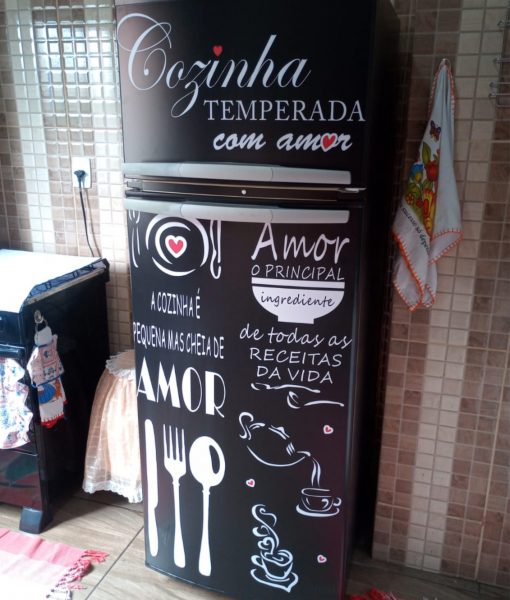 Cozinha
TEMPERADA
com amor
A COZINHA É
PEQUENA MAS CHEIA DE
AMOR
Amor
O PRINCIPAL
ingrediente
de todas as
RECEITAS
DA VIDA